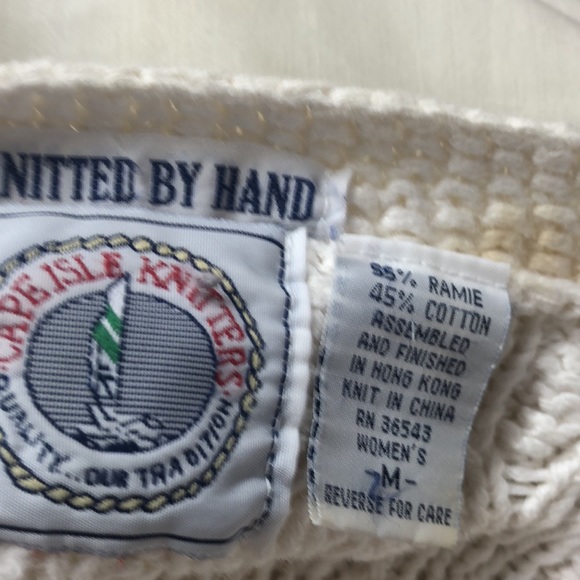 NITTED BY HAND
CAPE ISLE KNITTERS
QUALITY...OUR TRADITION
55% RAMIE
45% COTTON
ASSEMBLED
AND FINISHED
IN HONG KONG
KNIT IN CHINA
RN 36543
WOMEN'S
-M-
REVERSE FOR CARE